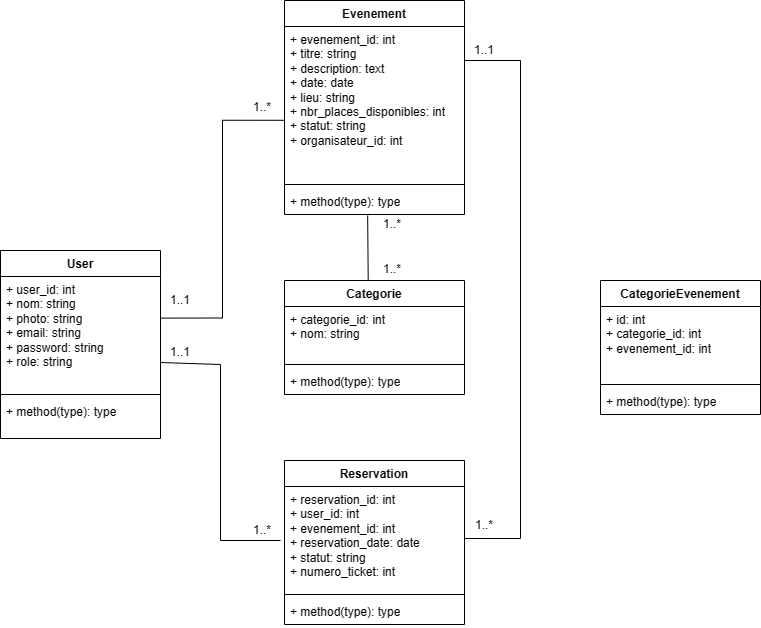 Evenement
+ evenement_id: int
+ titre: string
+ description: text
+ date: date
+ lieu: string
+ nbr_places_disponibles: int
+ statut: string
+ organisateur_id: int
+ method(type): type
1..1
1..*
1..*
1..*
User
+ user_id: int
+ nom: string
+ photo: string
+ email: string
+ password: string
+ role: string
+ method(type): type
1..1
1..1
Categorie
+ categorie_id: int
+ nom: string
+ method(type): type
CategorieEvenement
+ id: int
+ categorie_id: int
+ evenement_id: int
+ method(type): type
Reservation
+ reservation_id: int
+ user_id: int
+ evenement_id: int
+ reservation_date: date
+ statut: string
+ numero_ticket: int
+ method(type): type
1..*
1..*